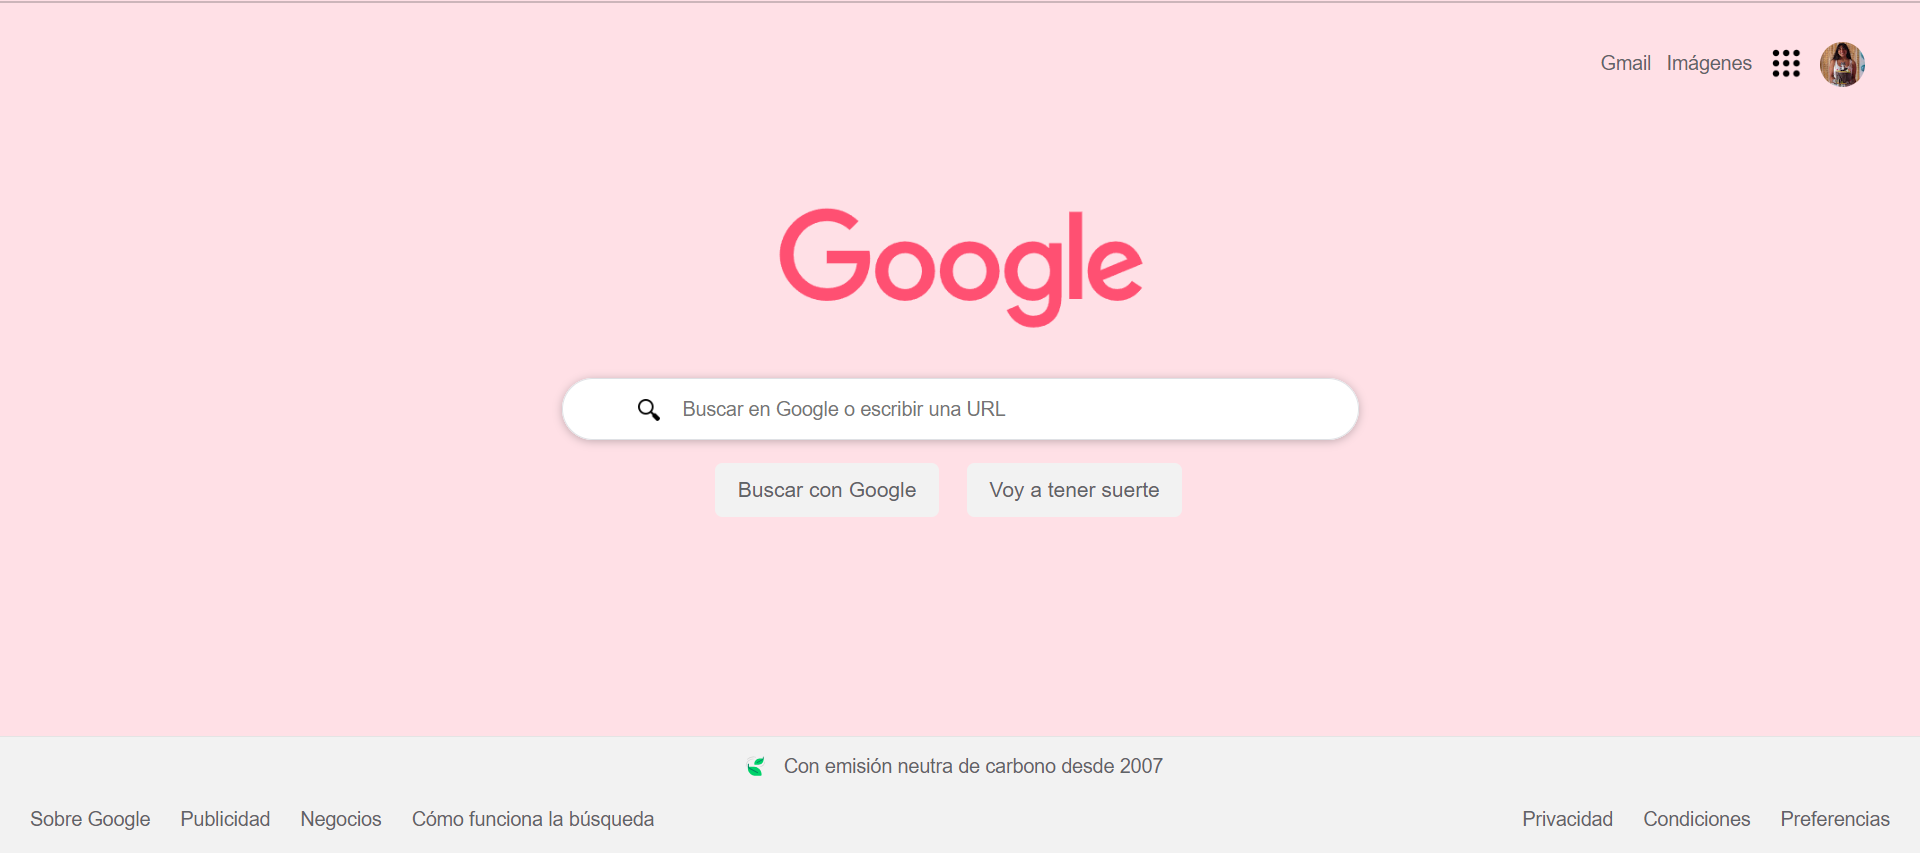 Gmail Imágenes
Google
Buscar en Google o escribir una URL
Buscar con Google Voy a tener suerte
Con emisión neutra de carbono desde 2007
Sobre Google Publicidad Negocios Cómo funciona la búsqueda Privacidad Condiciones Preferencias